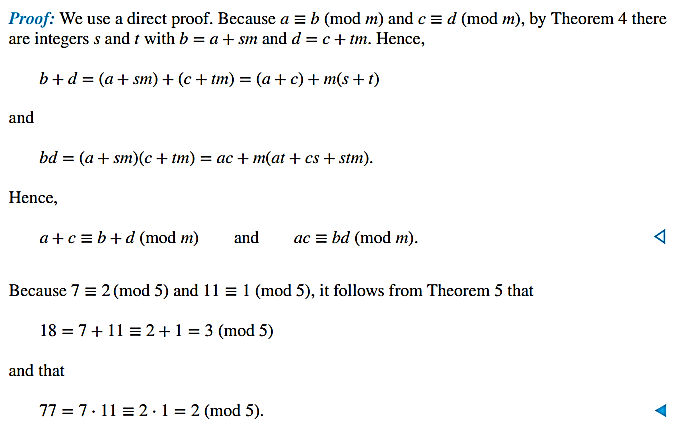 Proof: We use a direct proof. Because a ≡ b (mod m) and c ≡ d (mod m), by Theorem 4 there
are integers s and t with b = a + sm and d = c + tm. Hence,
b + d = (a + sm) + (c + tm) = (a + c) + m(s + t)
and
bd = (a + sm)(c + tm) = ac + m(at + cs + stm).
Hence,
a + c ≡ b + d (mod m) and ac ≡ bd (mod m).
Because 7 ≡ 2 (mod 5) and 11 ≡ 1 (mod 5), it follows from Theorem 5 that
18 = 7 + 11 ≡ 2 + 1 = 3 (mod 5)
and that
77 = 7 · 11 ≡ 2 · 1 = 2 (mod 5).